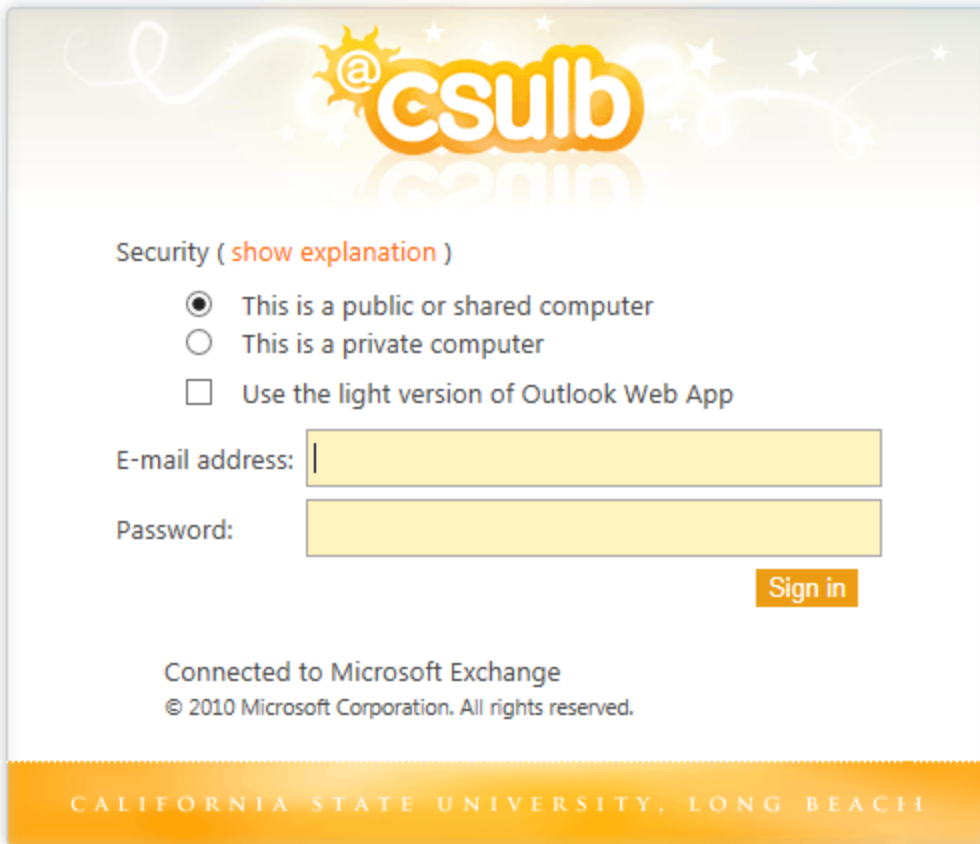 @csulb
Security ( show explanation )
This is a public or shared computer
This is a private computer
Use the light version of Outlook Web App
E-mail address:
Password:
Sign in
Connected to Microsoft Exchange
© 2010 Microsoft Corporation. All rights reserved.
CALIFORNIA STATE UNIVERSITY, LONG BEACH